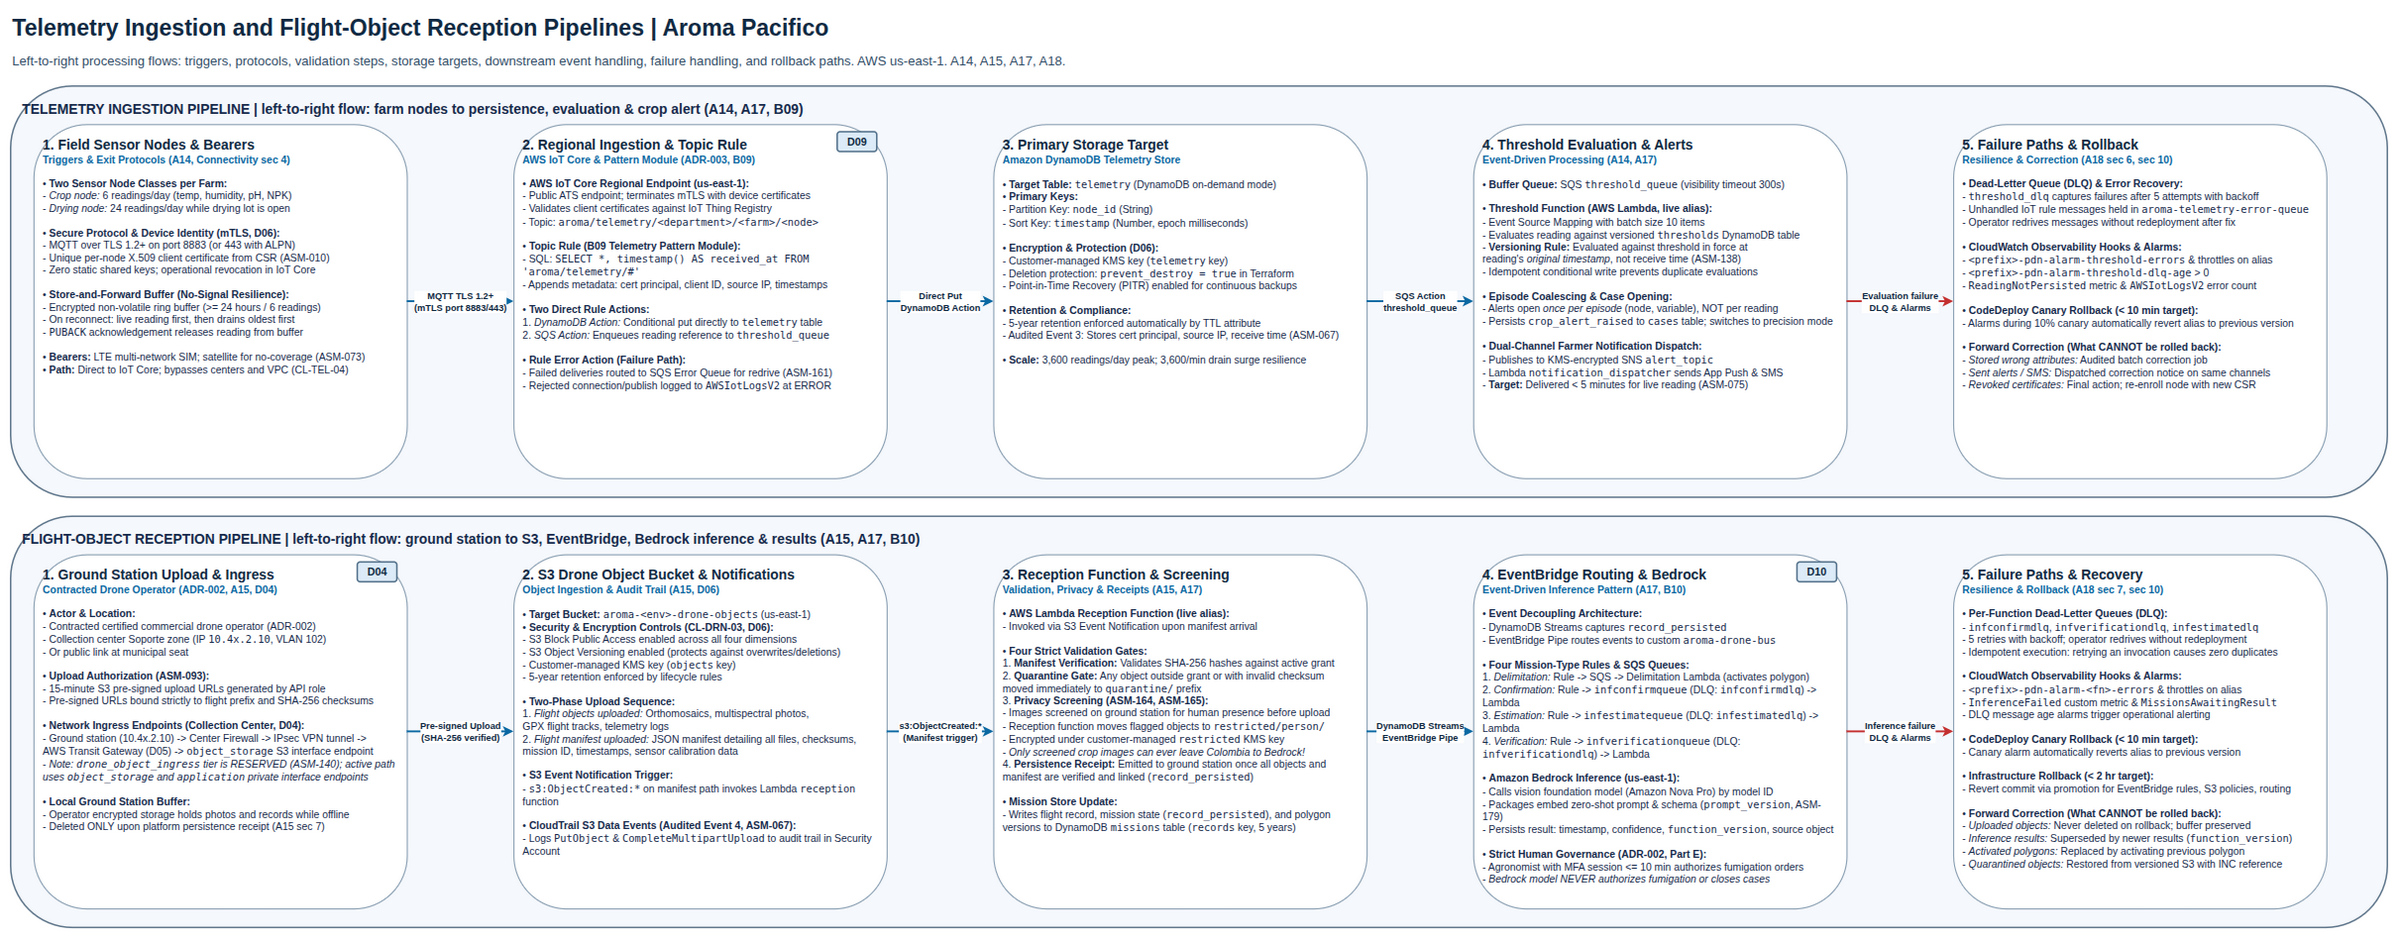 Telemetry Ingestion and Flight-Object Reception Pipelines | Aroma Pacifico
Left-to-right processing flows: triggers, protocols, validation steps, storage targets, downstream event handling, failure handling, and rollback paths. AWS us-east-1. A14, A15, A17, A18.
TELEMETRY INGESTION PIPELINE | left-to-right flow: farm nodes to persistence, evaluation & crop alert (A14, A17, B09)
1. Field Sensor Nodes & Bearers
Triggers & Exit Protocols (A14, Connectivity sec 4)
• Two Sensor Node Classes per Farm:
- Crop node: 6 readings/day (temp, humidity, pH, NPK)
- Drying node: 24 readings/day while drying lot is open
• Secure Protocol & Device Identity (mTLS, D06):
- MQTT over TLS 1.2+ on port 8883 (or 443 with ALPN)
- Unique per-node X.509 client certificate from CSR (ASM-010)
- Zero static shared keys; operational revocation in IoT Core
• Store-and-Forward Buffer (No-Signal Resilience):
- Encrypted non-volatile ring buffer (>= 24 hours / 6 readings)
- On reconnect: live reading first, then drains oldest first
- PUBACK acknowledgement releases reading from buffer
• Bearers: LTE multi-network SIM; satellite for no-coverage (ASM-073)
• Path: Direct to IoT Core; bypasses centers and VPC (CL-TEL-04)
MQTT TLS 1.2+
(mTLS port 8883/443)
2. Regional Ingestion & Topic Rule
D09
AWS IoT Core & Pattern Module (ADR-003, B09)
• AWS IoT Core Regional Endpoint (us-east-1):
- Public ATS endpoint; terminates mTLS with device certificates
- Validates client certificates against IoT Thing Registry
- Topic: aroma/telemetry/<department>/<farm>/<node>
• Topic Rule (B09 Telemetry Pattern Module):
- SQL: SELECT *, timestamp() AS received_at FROM
'aroma/telemetry/#'
- Appends metadata: cert principal, client ID, source IP, timestamps
• Two Direct Rule Actions:
1. DynamoDB Action: Conditional put directly to telemetry table
2. SQS Action: Enqueues reading reference to threshold_queue
• Rule Error Action (Failure Path):
- Failed deliveries routed to SQS Error Queue for redrive (ASM-161)
- Rejected connection/publish logged to AWSIotLogsV2 at ERROR
Direct Put
DynamoDB Action
3. Primary Storage Target
Amazon DynamoDB Telemetry Store
• Target Table: telemetry (DynamoDB on-demand mode)
• Primary Keys:
- Partition Key: node_id (String)
- Sort Key: timestamp (Number, epoch milliseconds)
• Encryption & Protection (D06):
- Customer-managed KMS key (telemetry key)
- Deletion protection: prevent_destroy = true in Terraform
- Point-in-Time Recovery (PITR) enabled for continuous backups
• Retention & Compliance:
- 5-year retention enforced automatically by TTL attribute
- Audited Event 3: Stores cert principal, source IP, receive time (ASM-067)
• Scale: 3,600 readings/day peak; 3,600/min drain surge resilience
SQS Action
threshold_queue
4. Threshold Evaluation & Alerts
Event-Driven Processing (A14, A17)
• Buffer Queue: SQS threshold_queue (visibility timeout 300s)
• Threshold Function (AWS Lambda, live alias):
- Event Source Mapping with batch size 10 items
- Evaluates reading against versioned thresholds DynamoDB table
- Versioning Rule: Evaluated against threshold in force at
reading's original timestamp, not receive time (ASM-138)
- Idempotent conditional write prevents duplicate evaluations
• Episode Coalescing & Case Opening:
- Alerts open once per episode (node, variable), NOT per reading
- Persists crop_alert_raised to cases table; switches to precision mode
• Dual-Channel Farmer Notification Dispatch:
- Publishes to KMS-encrypted SNS alert_topic
- Lambda notification_dispatcher sends App Push & SMS
- Target: Delivered < 5 minutes for live reading (ASM-075)
Evaluation failure
DLQ & Alarms
5. Failure Paths & Rollback
Resilience & Correction (A18 sec 6, sec 10)
• Dead-Letter Queue (DLQ) & Error Recovery:
- threshold_dlq captures failures after 5 attempts with backoff
- Unhandled IoT rule messages held in aroma-telemetry-error-queue
- Operator redrives messages without redeployment after fix
• CloudWatch Observability Hooks & Alarms:
- <prefix>-pdn-alarm-threshold-errors & throttles on alias
- <prefix>-pdn-alarm-threshold-dlq-age > 0
- ReadingNotPersisted metric & AWSIotLogsV2 error count
• CodeDeploy Canary Rollback (< 10 min target):
- Alarms during 10% canary automatically revert alias to previous version
• Forward Correction (What CANNOT be rolled back):
- Stored wrong attributes: Audited batch correction job
- Sent alerts / SMS: Dispatched correction notice on same channels
- Revoked certificates: Final action; re-enroll node with new CSR
FLIGHT-OBJECT RECEPTION PIPELINE | left-to-right flow: ground station to S3, EventBridge, Bedrock inference & results (A15, A17, B10)
1. Ground Station Upload & Ingress
D04
Contracted Drone Operator (ADR-002, A15, D04)
• Actor & Location:
- Contracted certified commercial drone operator (ADR-002)
- Collection center Soporte zone (IP 10.4x.2.10, VLAN 102)
- Or public link at municipal seat
• Upload Authorization (ASM-093):
- 15-minute S3 pre-signed upload URLs generated by API role
- Pre-signed URLs bound strictly to flight prefix and SHA-256 checksums
• Network Ingress Endpoints (Collection Center, D04):
- Ground station (10.4x.2.10) -> Center Firewall -> IPsec VPN tunnel ->
AWS Transit Gateway (D05) -> object_storage S3 interface endpoint
- Note: drone_object_ingress tier is RESERVED (ASM-140); active path
uses object_storage and application private interface endpoints
• Local Ground Station Buffer:
- Operator encrypted storage holds photos and records while offline
- Deleted ONLY upon platform persistence receipt (A15 sec 7)
Pre-signed Upload
(SHA-256 verified)
2. S3 Drone Object Bucket & Notifications
Object Ingestion & Audit Trail (A15, D06)
• Target Bucket: aroma-<env>-drone-objects (us-east-1)
• Security & Encryption Controls (CL-DRN-03, D06):
- S3 Block Public Access enabled across all four dimensions
- S3 Object Versioning enabled (protects against overwrites/deletions)
- Customer-managed KMS key (objects key)
- 5-year retention enforced by lifecycle rules
• Two-Phase Upload Sequence:
1. Flight objects uploaded: Orthomosaics, multispectral photos,
GPX flight tracks, telemetry logs
2. Flight manifest uploaded: JSON manifest detailing all files, checksums,
mission ID, timestamps, sensor calibration data
• S3 Event Notification Trigger:
- s3:ObjectCreated:* on manifest path invokes Lambda reception
function
• CloudTrail S3 Data Events (Audited Event 4, ASM-067):
- Logs PutObject & CompleteMultipartUpload to audit trail in Security
Account
s3:ObjectCreated:*
(Manifest trigger)
3. Reception Function & Screening
Validation, Privacy & Receipts (A15, A17)
• AWS Lambda Reception Function (live alias):
- Invoked via S3 Event Notification upon manifest arrival
• Four Strict Validation Gates:
1. Manifest Verification: Validates SHA-256 hashes against active grant
2. Quarantine Gate: Any object outside grant or with invalid checksum
moved immediately to quarantine/ prefix
3. Privacy Screening (ASM-164, ASM-165):
- Images screened on ground station for human presence before upload
- Reception function moves flagged objects to restricted/person/
- Encrypted under customer-managed restricted KMS key
- Only screened crop images can ever leave Colombia to Bedrock!
4. Persistence Receipt: Emitted to ground station once all objects and
manifest are verified and linked (record_persisted)
• Mission Store Update:
- Writes flight record, mission state (record_persisted), and polygon
versions to DynamoDB missions table (records key, 5 years)
DynamoDB Streams
EventBridge Pipe
4. EventBridge Routing & Bedrock
D10
Event-Driven Inference Pattern (A17, B10)
• Event Decoupling Architecture:
- DynamoDB Streams captures record_persisted
- EventBridge Pipe routes events to custom aroma-drone-bus
• Four Mission-Type Rules & SQS Queues:
1. Delimitation: Rule -> SQS -> Delimitation Lambda (activates polygon)
2. Confirmation: Rule -> infconfirmqueue (DLQ: infconfirmdlq) ->
Lambda
3. Estimation: Rule -> infestimatequeue (DLQ: infestimatedlq) ->
Lambda
4. Verification: Rule -> infverificationqueue (DLQ:
infverificationdlq) -> Lambda
• Amazon Bedrock Inference (us-east-1):
- Calls vision foundation model (Amazon Nova Pro) by model ID
- Packages embed zero-shot prompt & schema (prompt_version, ASM-
179)
- Persists result: timestamp, confidence, function_version, source object
• Strict Human Governance (ADR-002, Part E):
- Agronomist with MFA session <= 10 min authorizes fumigation orders
- Bedrock model NEVER authorizes fumigation or closes cases
Inference failure
DLQ & Alarms
5. Failure Paths & Recovery
Resilience & Rollback (A18 sec 7, sec 10)
• Per-Function Dead-Letter Queues (DLQ):
- infconfirmdlq, infverificationdlq, infestimatedlq
- 5 retries with backoff; operator redrives without redeployment
- Idempotent execution: retrying an invocation causes zero duplicates
• CloudWatch Observability Hooks & Alarms:
- <prefix>-pdn-alarm-<fn>-errors & throttles on alias
- InferenceFailed custom metric & MissionsAwaitingResult
- DLQ message age alarms trigger operational alerting
• CodeDeploy Canary Rollback (< 10 min target):
- Canary alarm automatically reverts alias to previous version
• Infrastructure Rollback (< 2 hr target):
- Revert commit via promotion for EventBridge rules, S3 policies, routing
• Forward Correction (What CANNOT be rolled back):
- Uploaded objects: Never deleted on rollback; buffer preserved
- Inference results: Superseded by newer results (function_version)
- Activated polygons: Replaced by activating previous polygon
- Quarantined objects: Restored from versioned S3 with INC reference